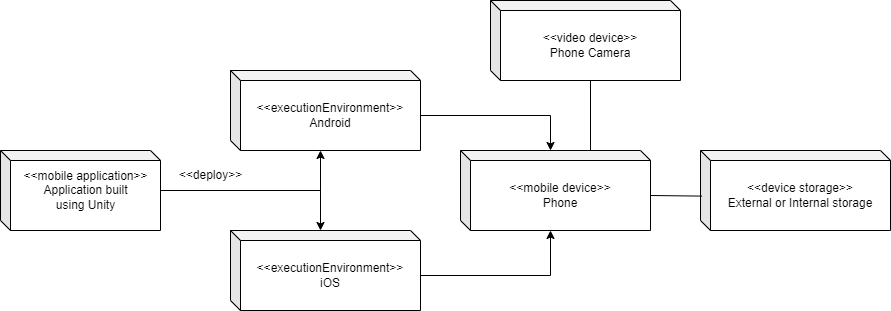 <<video device>>
Phone Camera
<<executionEnvironment>>
Android
<<mobile application>>
Application built
using Unity
<<deploy>>
<<mobile device>>
Phone
<<device storage>>
External or Internal storage
<<executionEnvironment>>
iOS